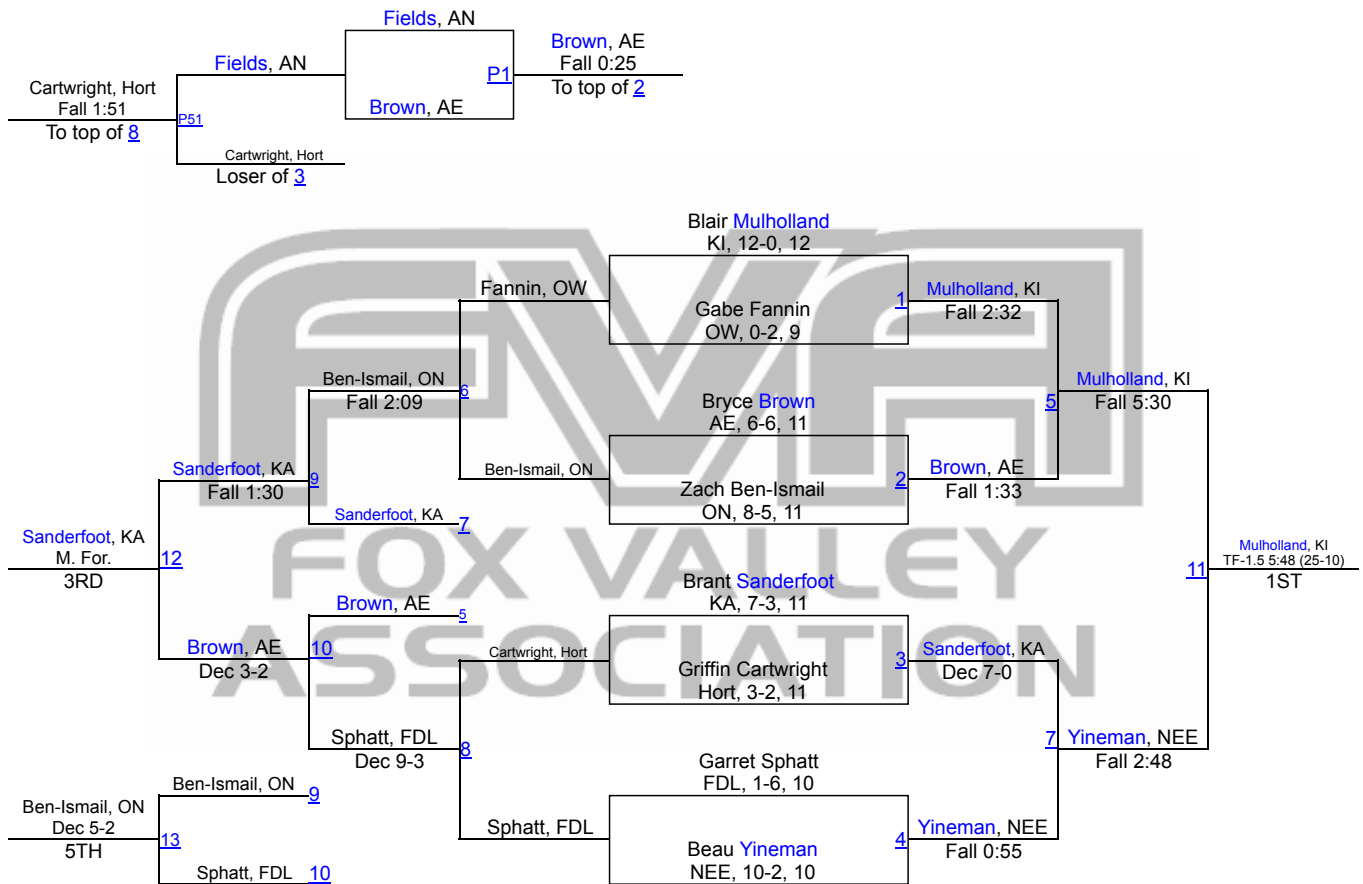 Fields, AN
Fields, AN
Brown, AE
Fall 0:25
To top of 2
P1
Cartwright, Hort
Fall 1:51
To top of 8
P51
Brown, AE
Cartwright, Hort
Loser of 3
Blair Mulholland
KI, 12-0, 12
Fannin, OW
Gabe Fannin
OW, 0-2, 9
1
Mulholland, KI
Fall 2:32
Ben-Ismail, ON
Fall 2:09
6
Bryce Brown
AE, 6-6, 11
5
Mulholland, KI
Fall 5:30
Sanderfoot, KA
Fall 1:30
9
Ben-Ismail, ON
Zach Ben-Ismail
ON, 8-5, 11
2
Brown, AE
Fall 1:33
Sanderfoot, KA
7
FVA
FOX VALLEY
ASSOCIATION
Sanderfoot, KA
M. For.
3RD
12
Brant Sanderfoot
KA, 7-3, 11
11
Mulholland, KI
TF-1.5 5:48 (25-10)
1ST
Brown, AE
5
Brown, AE
Dec 3-2
10
Cartwright, Hort
Griffin Cartwright
Hort, 3-2, 11
3
Sanderfoot, KA
Dec 7-0
Sphatt, FDL
Dec 9-3
8
Garret Sphatt
FDL, 1-6, 10
7
Yineman, NEE
Fall 2:48
Ben-Ismail, ON
9
Ben-Ismail, ON
Dec 5-2
5TH
13
Sphatt, FDL
Beau Yineman
NEE, 10-2, 10
4
Yineman, NEE
Fall 0:55
Sphatt, FDL
10